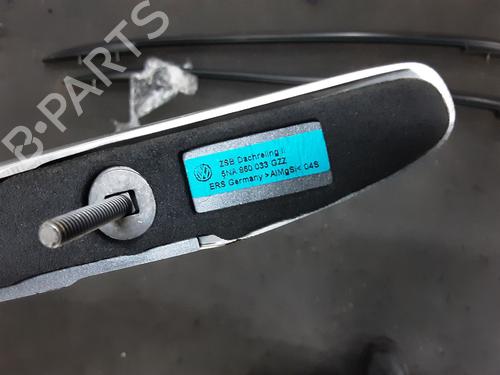 B-PARTS
ZSB Dachreling li
5NA 860 033 GZZ
ERS Germany >AlMgSi< 04S